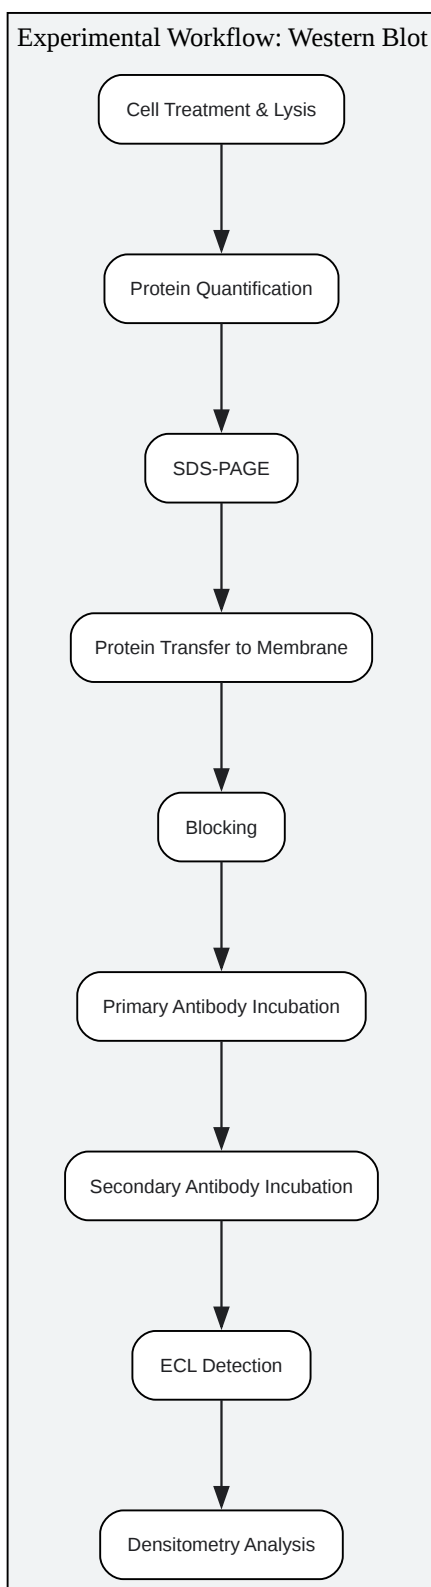 Experimental Workflow: Western Blot
Cell Treatment & Lysis
Protein Quantification
SDS-PAGE
Protein Transfer to Membrane
Blocking
Primary Antibody Incubation
Secondary Antibody Incubation
ECL Detection
Densitometry Analysis